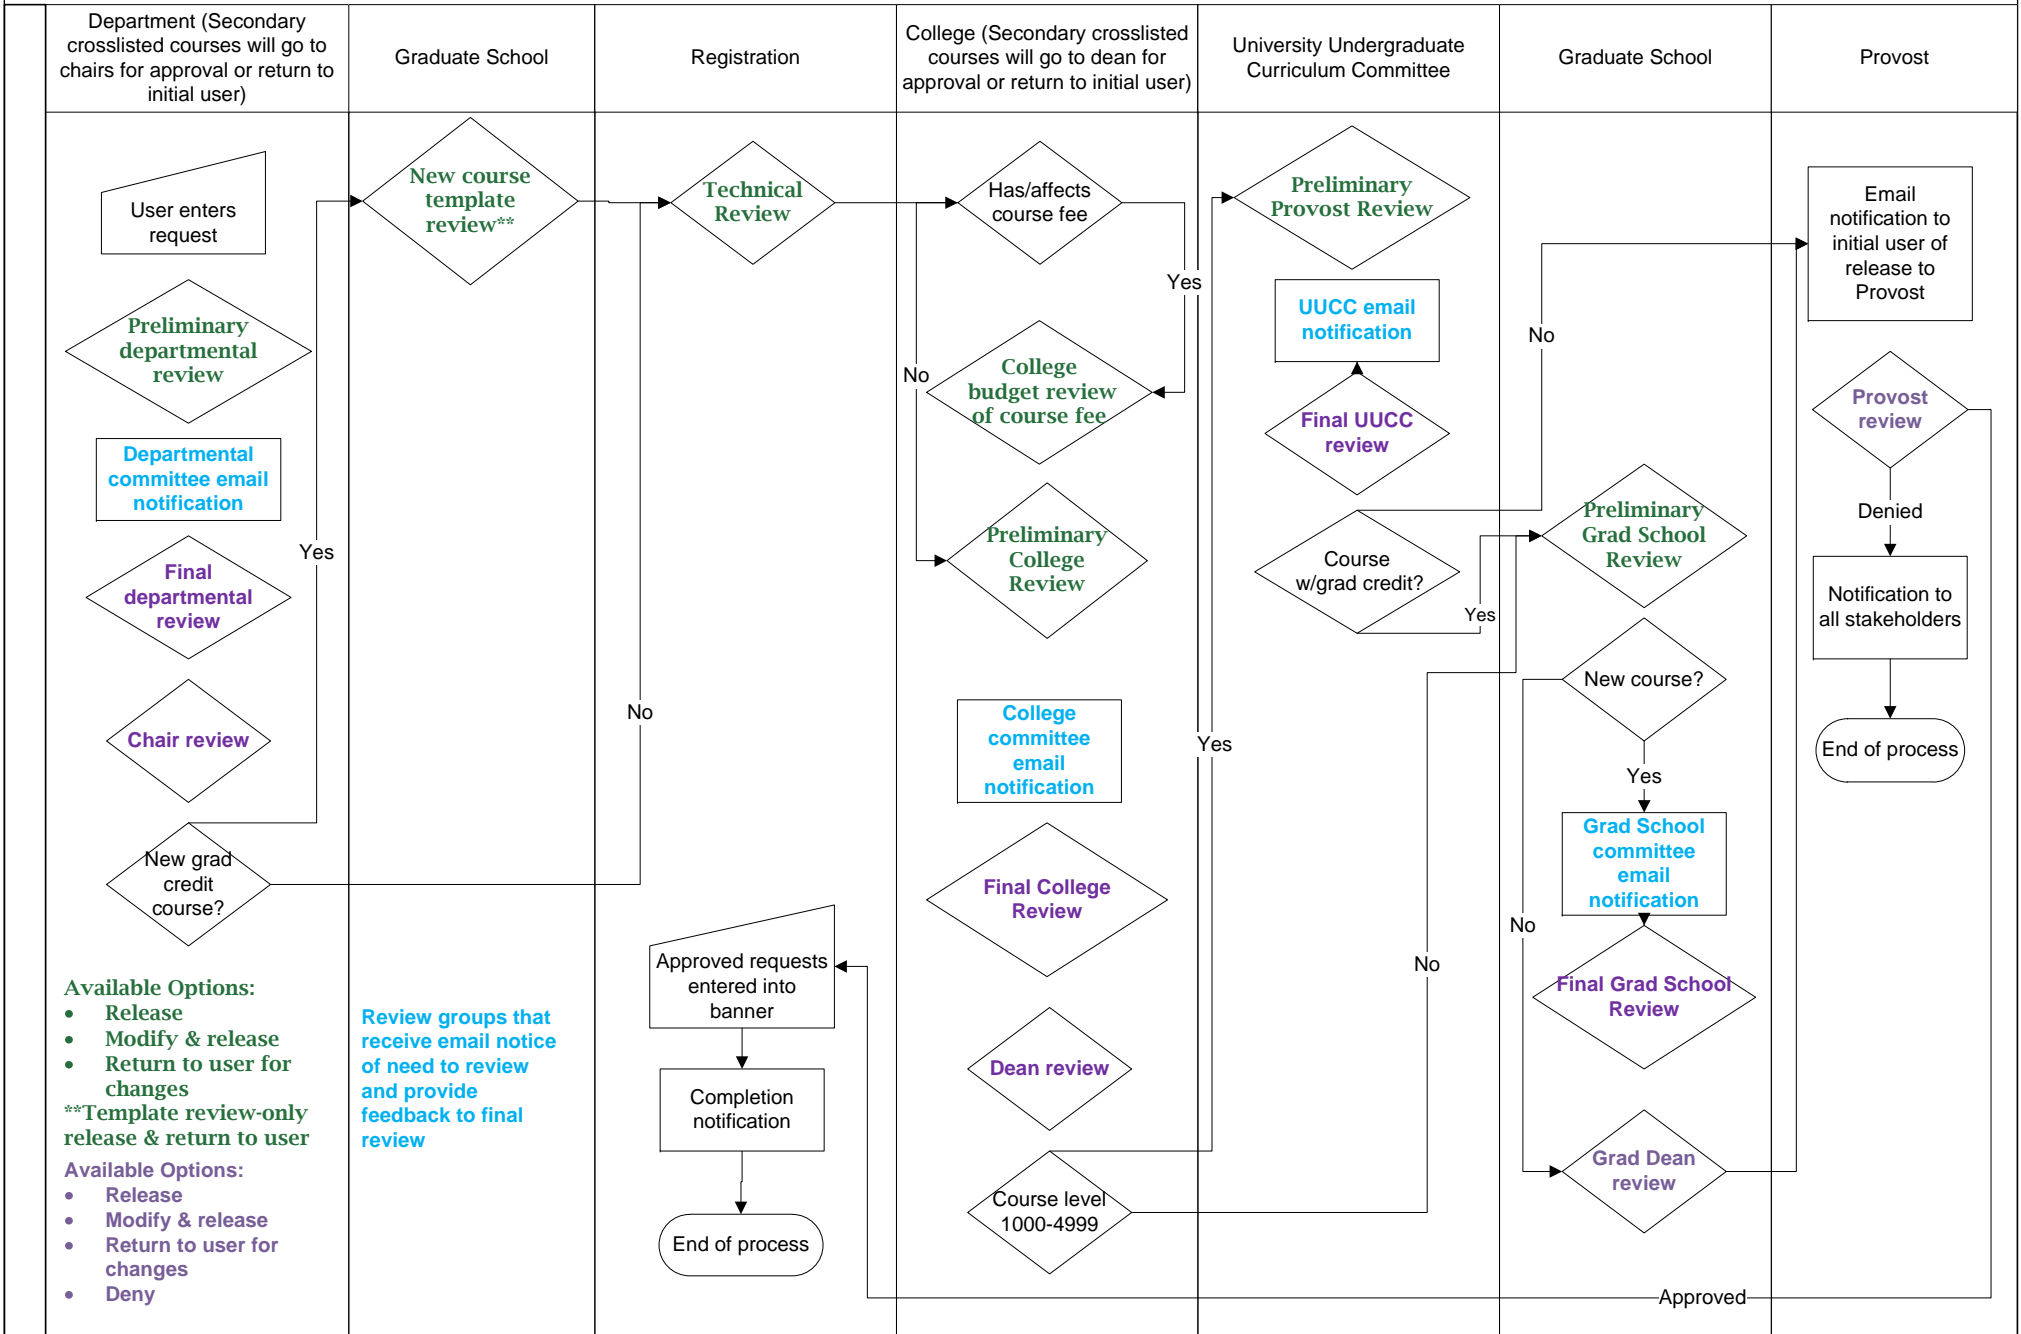 Department (Secondary
crosslisted courses will go to
chairs for approval or return to
initial user)
Graduate School
Registration
College (Secondary crosslisted
courses will go to dean for
approval or return to initial user)
University Undergraduate
Curriculum Committee
Graduate School
Provost
User enters
request
Preliminary
departmental
review
Departmental
committee email
notification
Final
departmental
review
Chair review
New grad
credit
course?
Yes
No
Available Options:
• Release
• Modify & release
• Return to user for
changes
**Template review-only
release & return to user
Available Options:
• Release
• Modify & release
• Return to user for
changes
• Deny
New course
template
review**
Review groups that
receive email notice
of need to review
and provide
feedback to final
review
Technical
Review
Approved requests
entered into
banner
Completion
notification
End of process
Has/affects
course fee
Yes
No
College
budget review
of course fee
Preliminary
College
Review
College
committee
email
notification
Final College
Review
Dean review
Course level
1000-4999
Yes
No
Preliminary
Provost Review
UUCC email
notification
Final UUCC
review
Course
w/grad credit?
Yes
No
Preliminary
Grad School
Review
New course?
Yes
No
Grad School
committee
email
notification
Final Grad School
Review
Grad Dean
review
Email
notification to
initial user of
release to
Provost
Provost
review
Denied
Notification to
all stakeholders
End of process
Approved